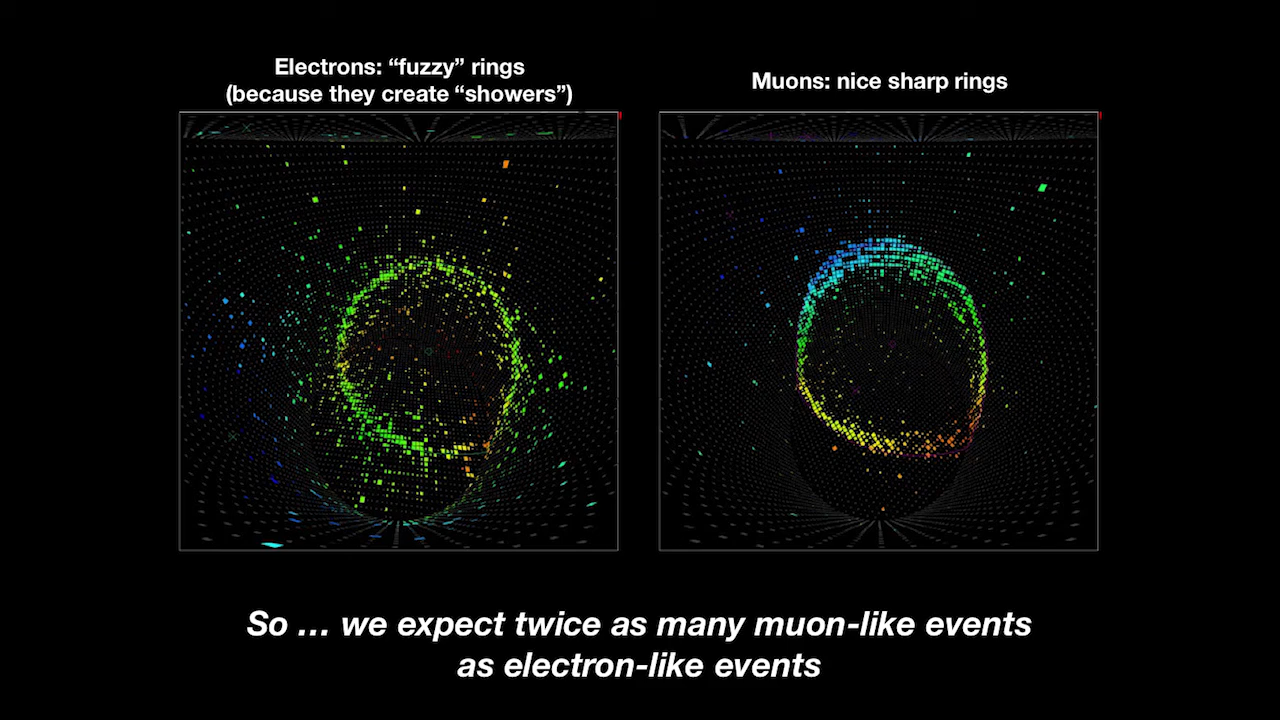 Electrons: “fuzzy” rings
(because they create “showers”)
Muons: nice sharp rings
So … we expect twice as many muon-like events
as electron-like events